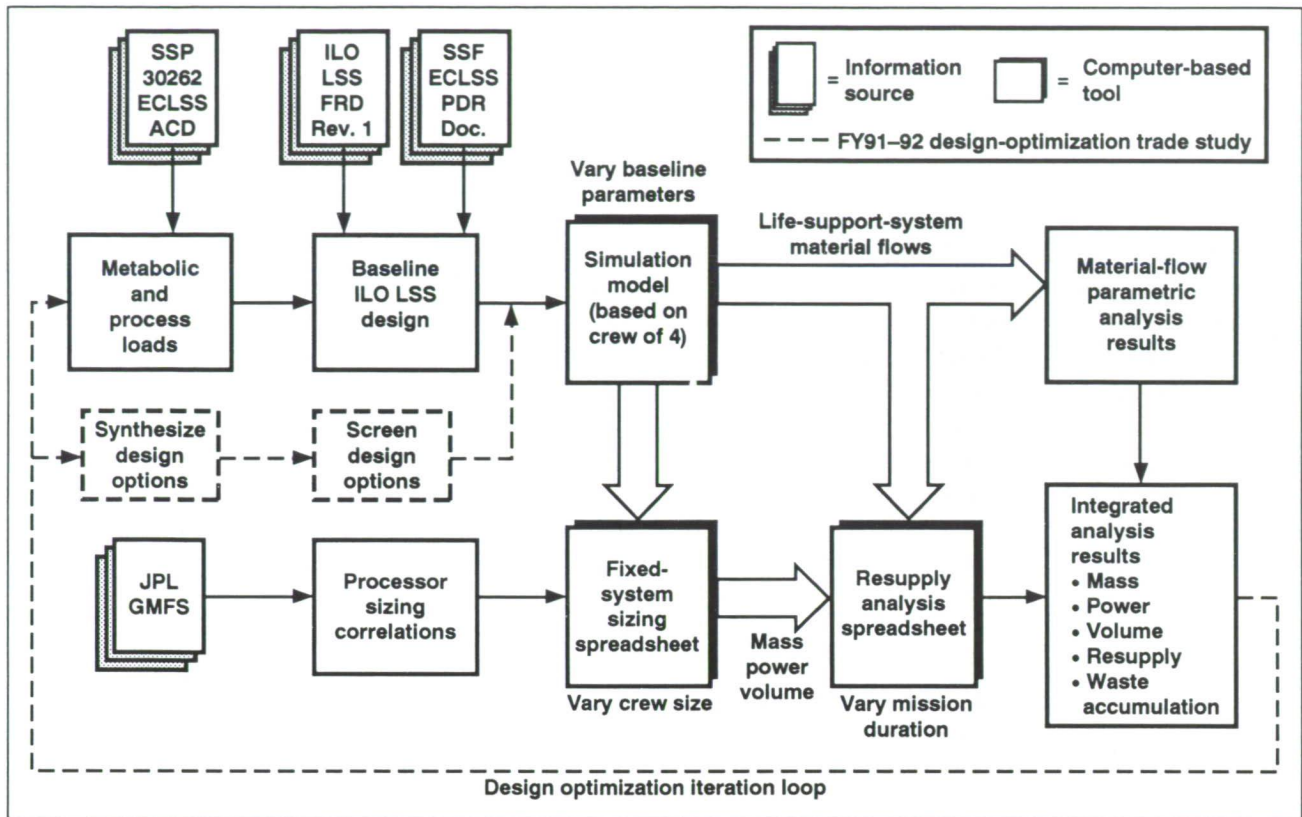 SSP
30262
ECLSS
ACD
ILO
LSS
FRD
Rev. 1
SSF
ECLSS
PDR
Doc.
= Information
source
= Computer-based
tool
FY91–92 design-optimization trade study
Metabolic
and
process
loads
Baseline
ILO LSS
design
Vary baseline
parameters
Simulation
model
(based on
crew of 4)
Life-support-system
material flows
Material-flow
parametric
analysis
results
Synthesize
design
options
Screen
design
options
JPL
GMFS
Processor
sizing
correlations
Fixed-
system
sizing
spreadsheet
Vary crew size
Mass
power
volume
Resupply
analysis
spreadsheet
Vary mission
duration
Integrated
analysis
results
• Mass
• Power
• Volume
• Resupply
• Waste
accumulation
Design optimization iteration loop